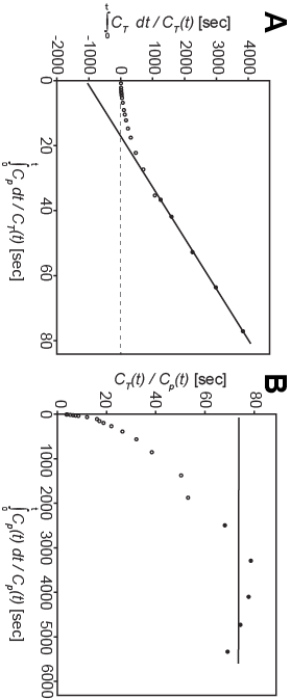 A
∫₀ᵗ C_T dt / C_T(t) [sec]
4000
3000
2000
1000
0
-1000
-2000
0 20 40 60 80
∫₀ᵗ C_p dt / C_T(t) [sec]
B
C_T(t) / C_p(t) [sec]
80
60
40
20
0
0 1000 2000 3000 4000 5000 6000
∫₀ᵗ C_p(t) dt / C_p(t) [sec]